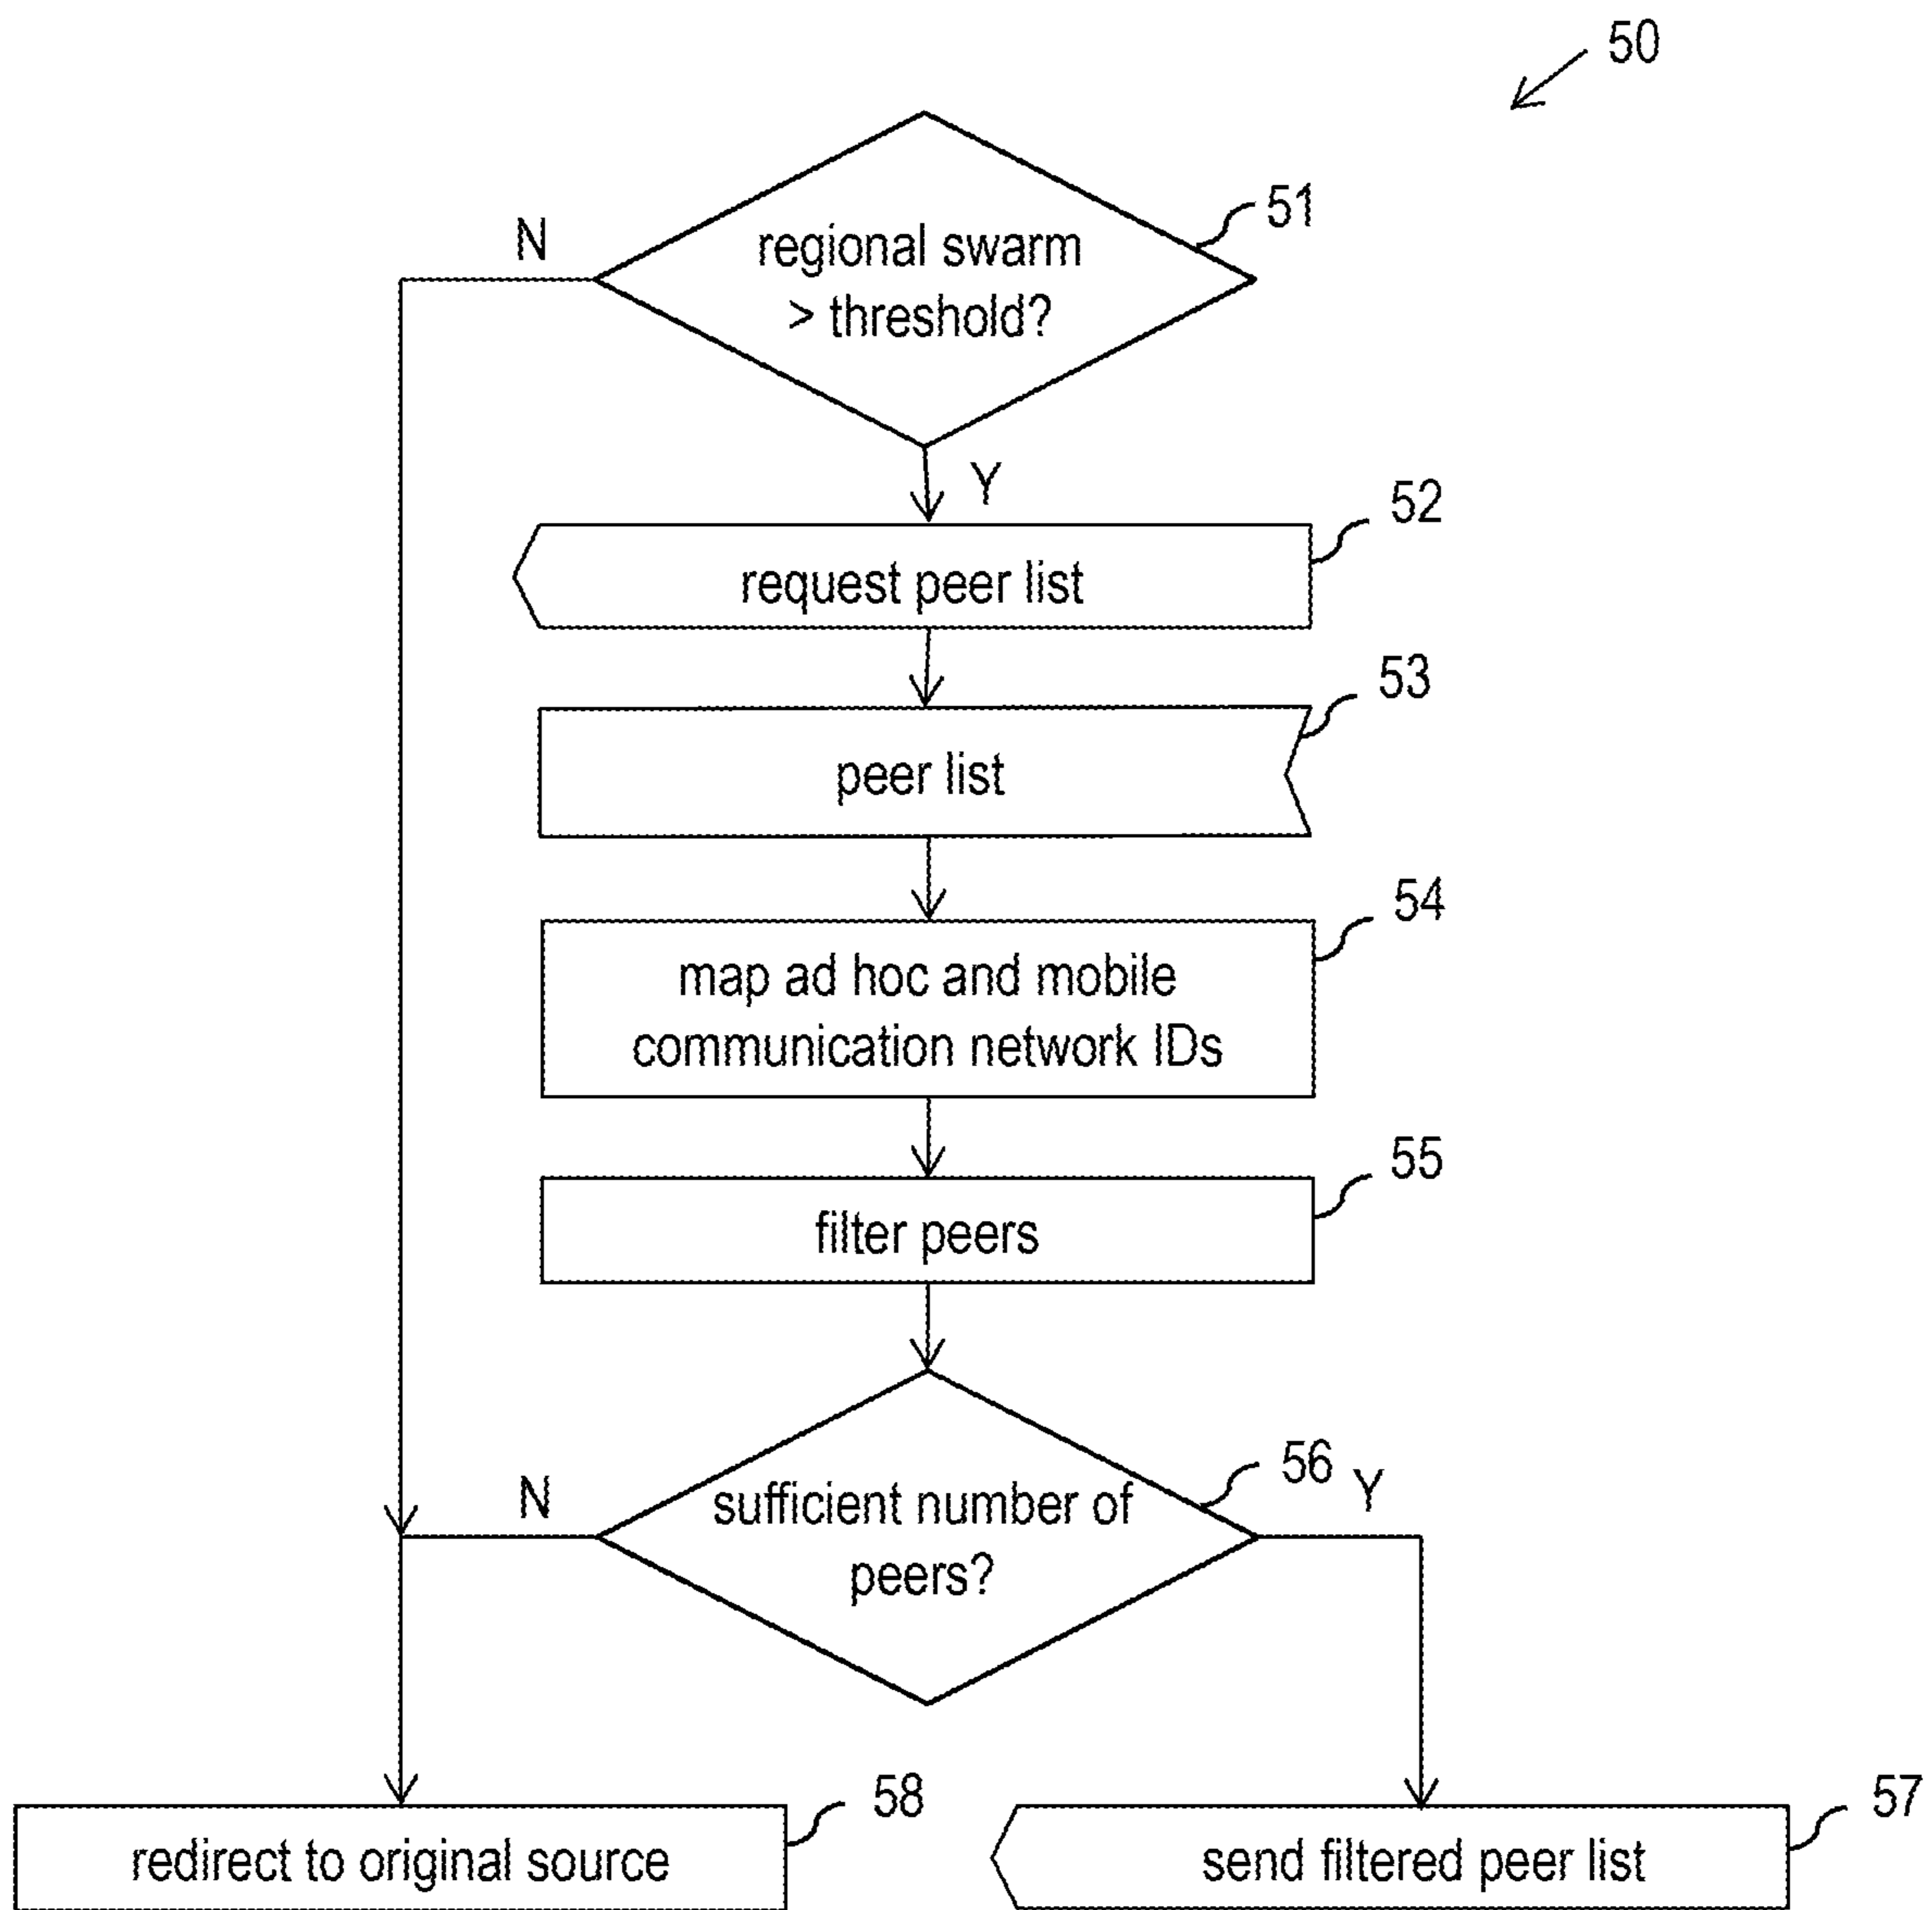 50
51
N
regional swarm
> threshold?
Y
52
request peer list
53
peer list
54
map ad hoc and mobile
communication network IDs
55
filter peers
56
N
Y
sufficient number of
peers?
58
57
redirect to original source
send filtered peer list